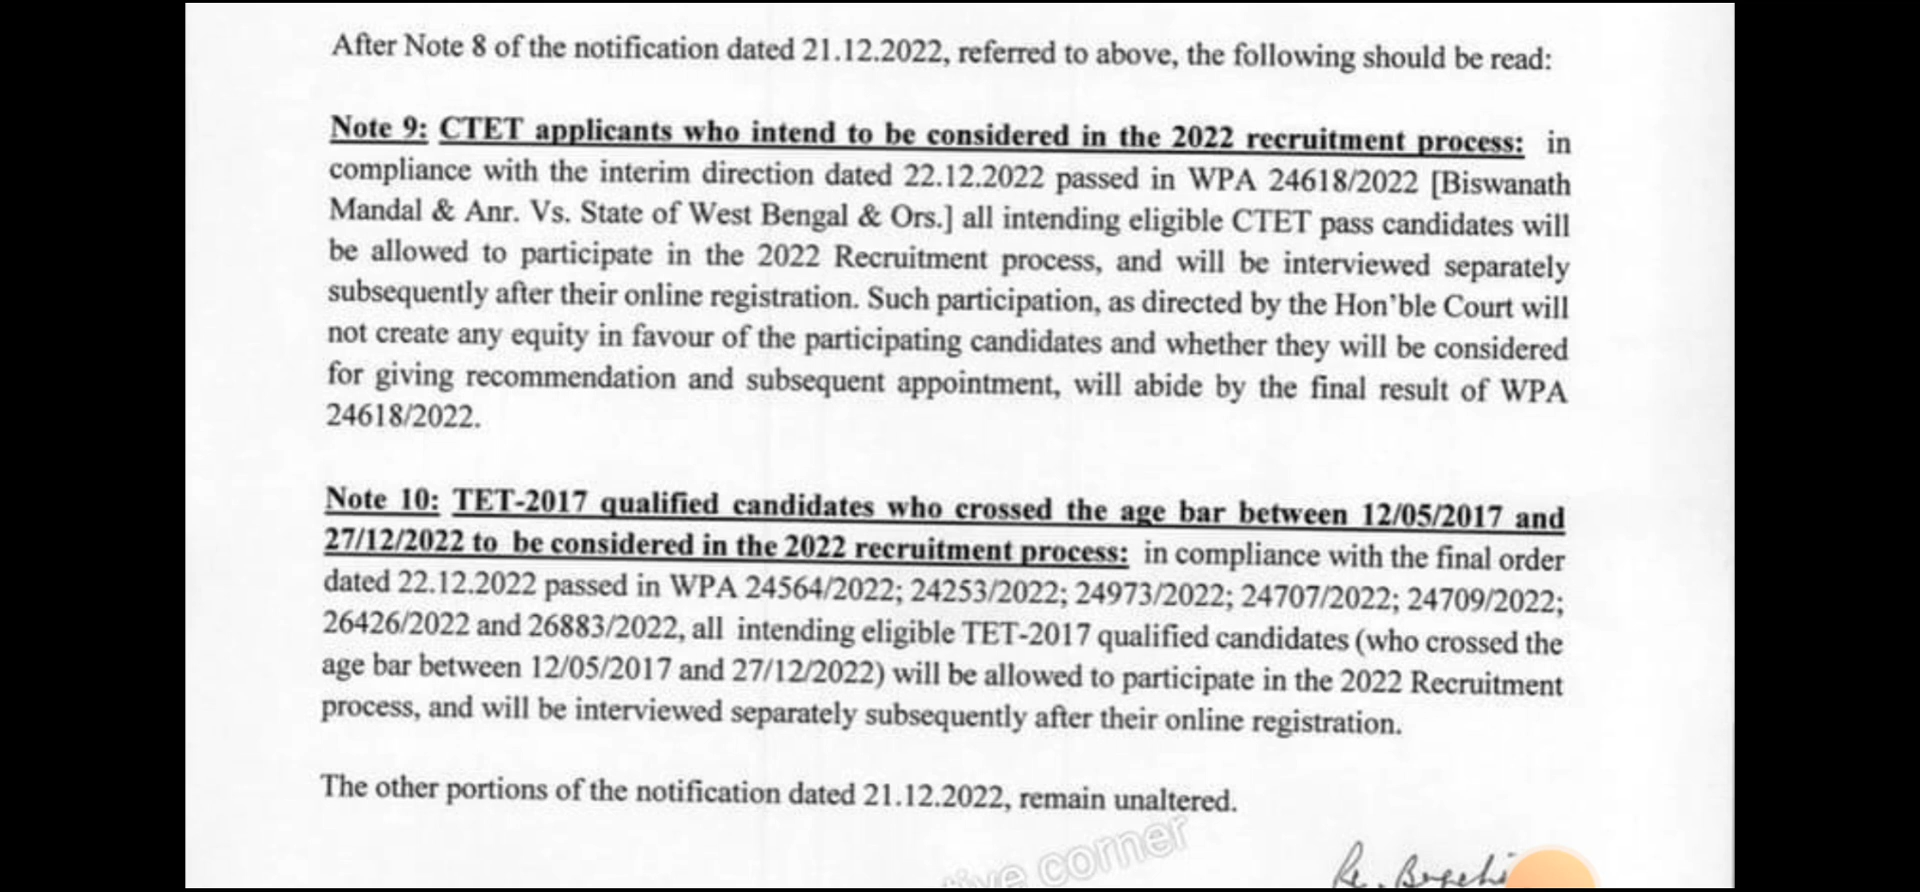 After Note 8 of the notification dated 21.12.2022, referred to above, the following should be read:
Note 9: CTET applicants who intend to be considered in the 2022 recruitment process: in
compliance with the interim direction dated 22.12.2022 passed in WPA 24618/2022 [Biswanath
Mandal & Anr. Vs. State of West Bengal & Ors.] all intending eligible CTET pass candidates will
be allowed to participate in the 2022 Recruitment process, and will be interviewed separately
subsequently after their online registration. Such participation, as directed by the Hon'ble Court will
not create any equity in favour of the participating candidates and whether they will be considered
for giving recommendation and subsequent appointment, will abide by the final result of WPA
24618/2022.
Note 10: TET-2017 qualified candidates who crossed the age bar between 12/05/2017 and
27/12/2022 to be considered in the 2022 recruitment process: in compliance with the final order
dated 22.12.2022 passed in WPA 24564/2022; 24253/2022; 24973/2022; 24707/2022; 24709/2022;
26426/2022 and 26883/2022, all intending eligible TET-2017 qualified candidates (who crossed the
age bar between 12/05/2017 and 27/12/2022) will be allowed to participate in the 2022 Recruitment
process, and will be interviewed separately subsequently after their online registration.
The other portions of the notification dated 21.12.2022, remain unaltered.
corner